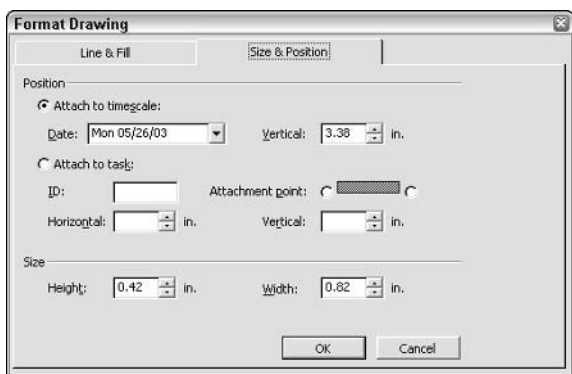 Format Drawing
Line & Fill Size & Position
Position
Attach to timescale:
Date: Mon 05/26/03 Vertical: 3.38 in.
Attach to task:
ID: Attachment point:
Horizontal: in. Vertical: in.
Size
Height: 0.42 in. Width: 0.82 in.
OK Cancel